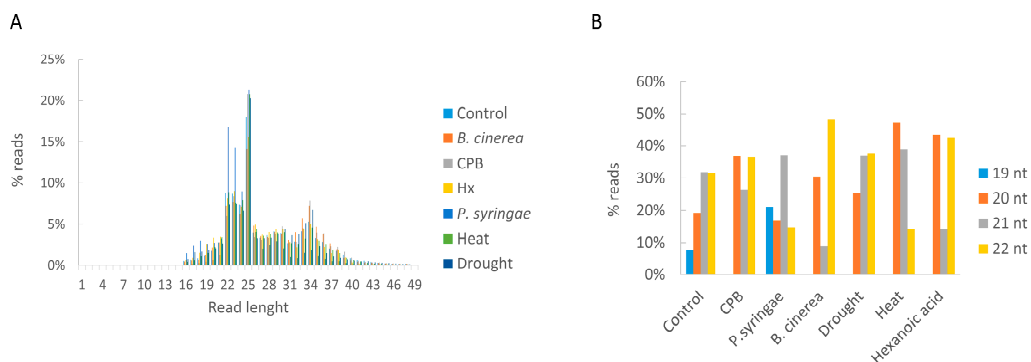 A
25%
20%
15%
10%
5%
0%
% reads
1 4 7 10 13 16 19 22 25 28 31 34 37 40 43 46 49
Read lenght
Control
B. cinerea
CPB
Hx
P. syringae
Heat
Drought
B
60%
50%
40%
30%
20%
10%
0%
% reads
Control
CPB
P.syringae
B. cinerea
Drought
Heat
Hexanoic acid
19 nt
20 nt
21 nt
22 nt